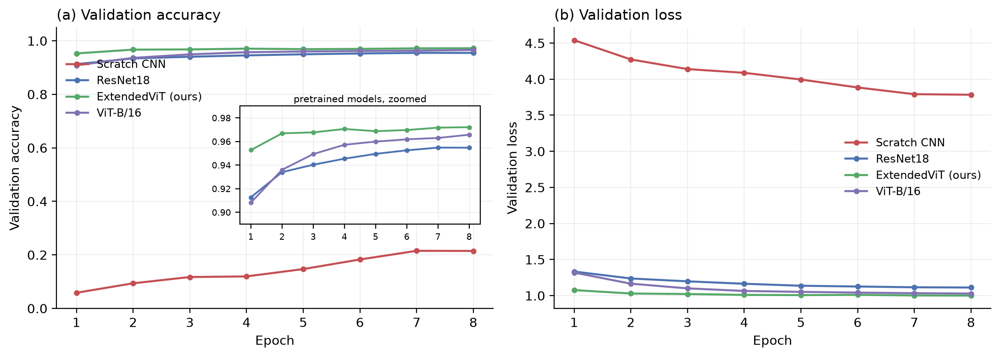 (a) Validation accuracy
Validation accuracy
1.0
0.8
0.6
0.4
0.2
0.0
Scratch CNN
ResNet18
ExtendedViT (ours)
ViT-B/16
pretrained models, zoomed
0.98
0.96
0.94
0.92
0.90
1 2 3 4 5 6 7 8
1 2 3 4 5 6 7 8
Epoch
(b) Validation loss
Validation loss
4.5
4.0
3.5
3.0
2.5
2.0
1.5
1.0
Scratch CNN
ResNet18
ExtendedViT (ours)
ViT-B/16
1 2 3 4 5 6 7 8
Epoch